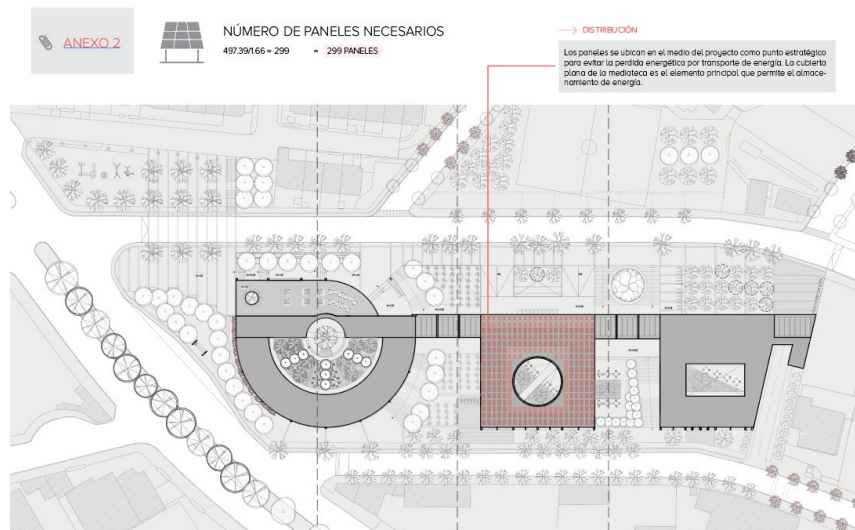 ANEXO 2
NÚMERO DE PANELES NECESARIOS
497.39/1.66 = 299 = 299 PANELES
DISTRIBUCIÓN
Los paneles se ubican en el medio del proyecto como punto estratégico
para evitar la perdida energética por transporte de energía. La cubierta
plana de la mediateca es el elemento principal que permite el almace-
namiento de energía.